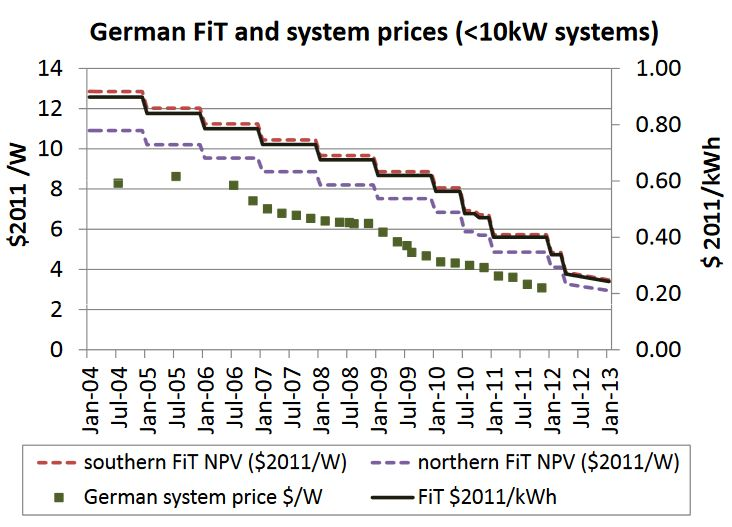 German FiT and system prices (<10kW systems)
14
12
10
8
6
4
2
0
$2011 /W
1.00
0.80
0.60
0.40
0.20
0.00
$ 2011/kWh
Jan-04
Jul-04
Jan-05
Jul-05
Jan-06
Jul-06
Jan-07
Jul-07
Jan-08
Jul-08
Jan-09
Jul-09
Jan-10
Jul-10
Jan-11
Jul-11
Jan-12
Jul-12
Jan-13
southern FiT NPV ($2011/W)
northern FiT NPV ($2011/W)
German system price $/W
FiT $2011/kWh